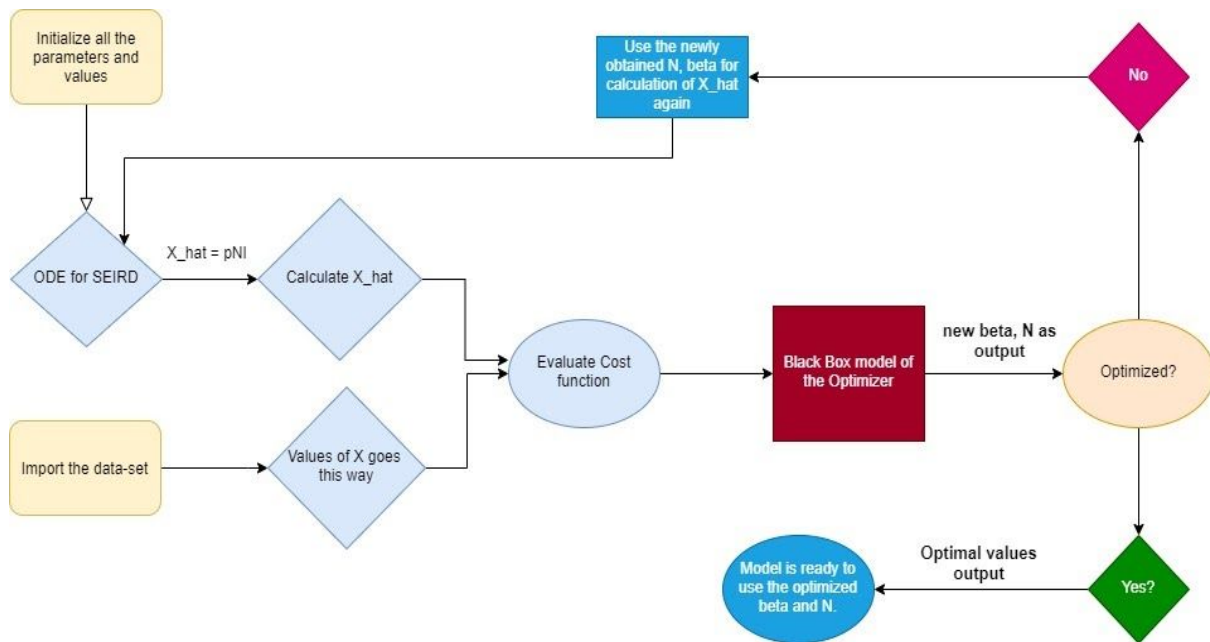 Initialize all the
parameters and
values
Use the newly
obtained N, beta for
calculation of X_hat
again
No
ODE for SEIRD
X_hat = pNI
Calculate X_hat
Evaluate Cost
function
Black Box model of
the Optimizer
new beta, N as
output
Optimized?
Import the data-set
Values of X goes
this way
Model is ready to
use the optimized
beta and N.
Optimal values
output
Yes?